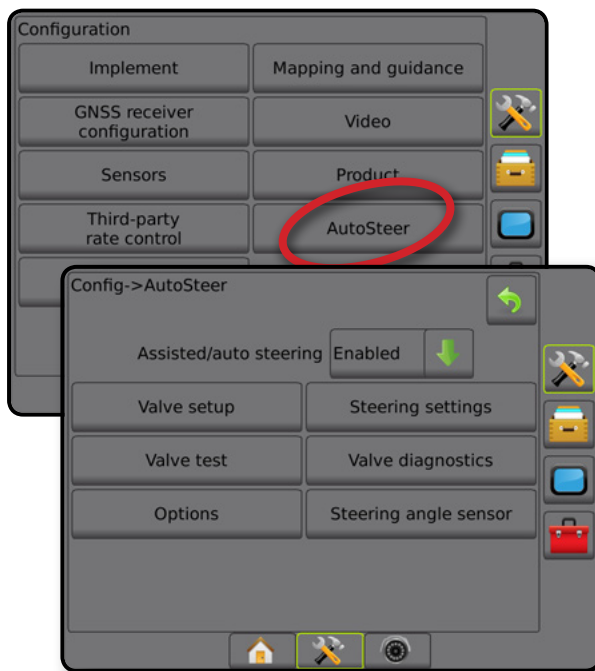 Configuration
Implement
Mapping and guidance
GNSS receiver
configuration
Video
Sensors
Product
Third-party
rate control
AutoSteer
Config->AutoSteer
Assisted/auto steering
Enabled
Valve setup
Steering settings
Valve test
Valve diagnostics
Options
Steering angle sensor